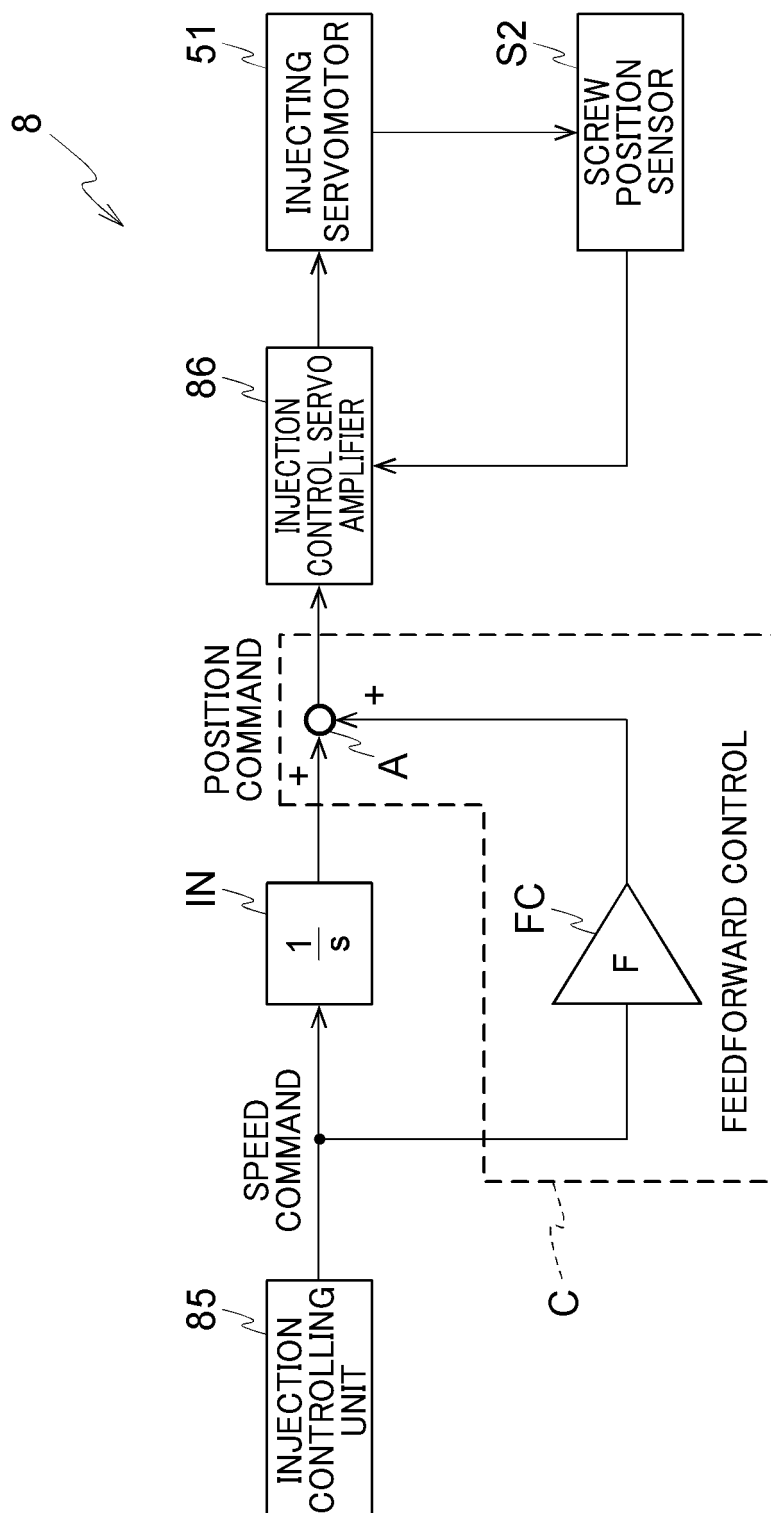 8
85
INJECTION
CONTROLLING
UNIT
SPEED
COMMAND
IN
1
s
POSITION
COMMAND
+
+
A
86
INJECTION
CONTROL SERVO
AMPLIFIER
51
INJECTING
SERVOMOTOR
S2
SCREW
POSITION
SENSOR
FC
F
C
FEEDFORWARD CONTROL